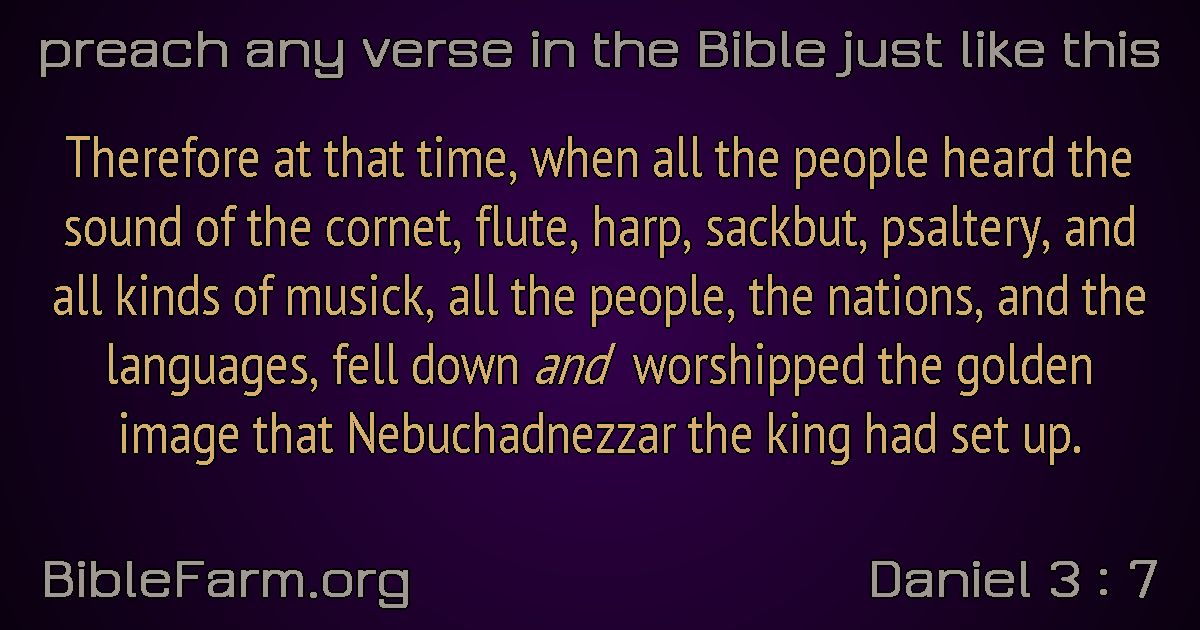 preach any verse in the Bible just like this
Therefore at that time, when all the people heard the
sound of the cornet, flute, harp, sackbut, psaltery, and
all kinds of musick, all the people, the nations, and the
languages, fell down and worshipped the golden
image that Nebuchadnezzar the king had set up.
BibleFarm.org
Daniel 3 : 7